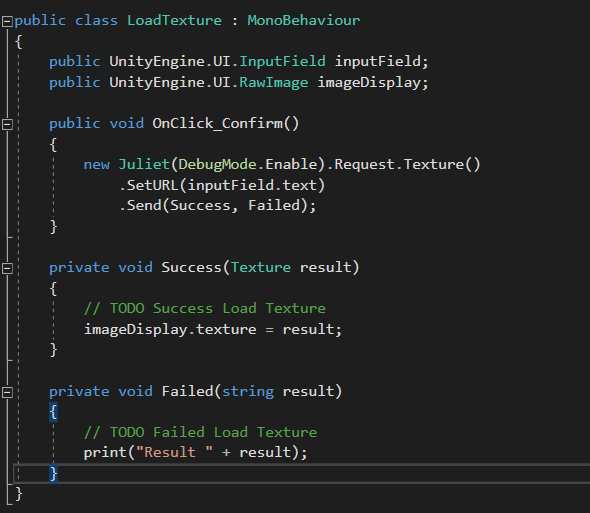 public class LoadTexture : MonoBehaviour
{
public UnityEngine.UI.InputField inputField;
public UnityEngine.UI.RawImage imageDisplay;
public void OnClick_Confirm()
{
new Juliet(DebugMode.Enable).Request.Texture()
.SetURL(inputField.text)
.Send(Success, Failed);
}
private void Success(Texture result)
{
// TODO Success Load Texture
imageDisplay.texture = result;
}
private void Failed(string result)
{
// TODO Failed Load Texture
print("Result " + result);
}
}